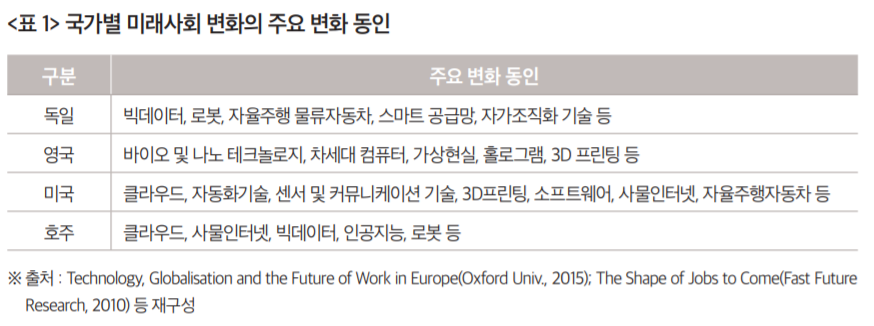 <표 1> 국가별 미래사회 변화의 주요 변화 동인
구분 주요 변화 동인
독일 빅데이터, 로봇, 자율주행 물류자동차, 스마트 공급망, 자가조직화 기술 등
영국 바이오 및 나노 테크놀로지, 차세대 컴퓨터, 가상현실, 홀로그램, 3D 프린팅 등
미국 클라우드, 자동화기술, 센서 및 커뮤니케이션 기술, 3D프린팅, 소프트웨어, 사물인터넷, 자율주행자동차 등
호주 클라우드, 사물인터넷, 빅데이터, 인공지능, 로봇 등
※ 출처 : Technology, Globalisation and the Future of Work in Europe(Oxford Univ., 2015); The Shape of Jobs to Come(Fast Future
Research, 2010) 등 재구성